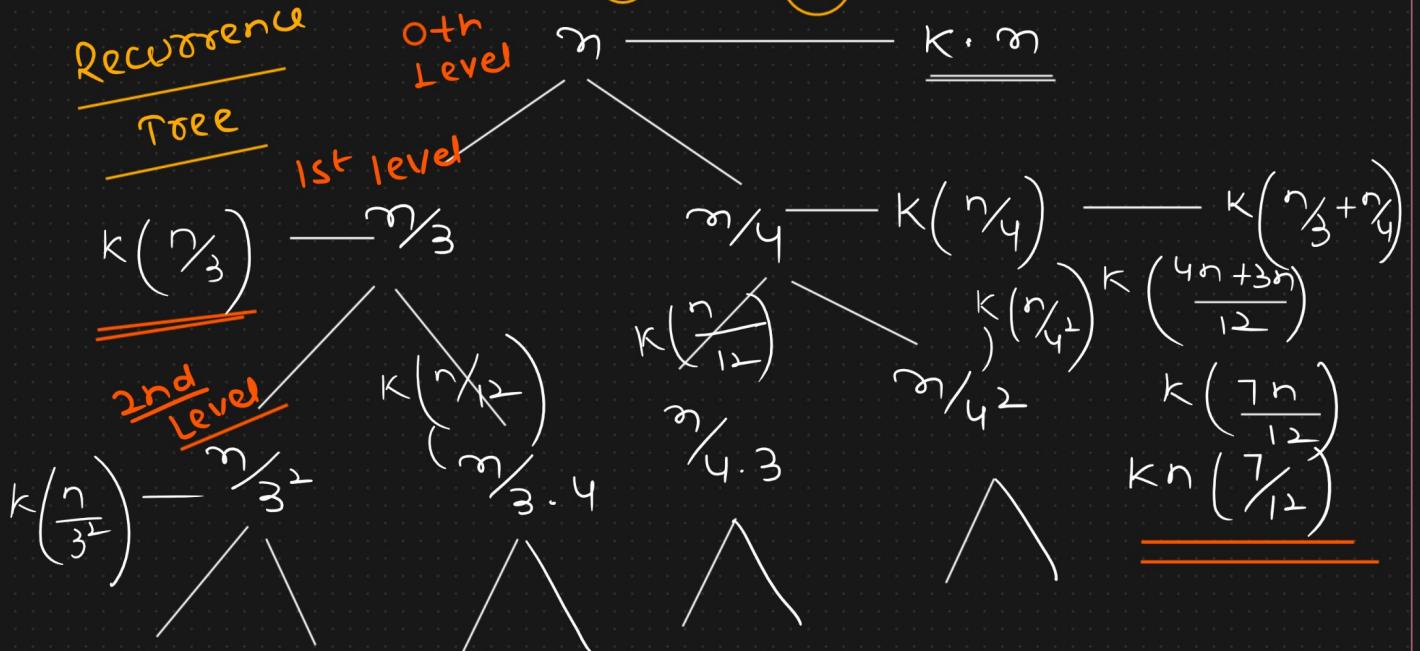 Recurrence
Tree
0th
Level
n
K · n
1st level
K(n/3)
n/3
n/4
K(n/4)
K(n/3 + n/4)
K(n/12)
K(n/4²)
K(4n + 3n / 12)
2nd
Level
K(n/12)
n/4²
K(7n/12)
n/4.3
K(n/3²)
n/3²
(n/3.4
Kn(7/12)